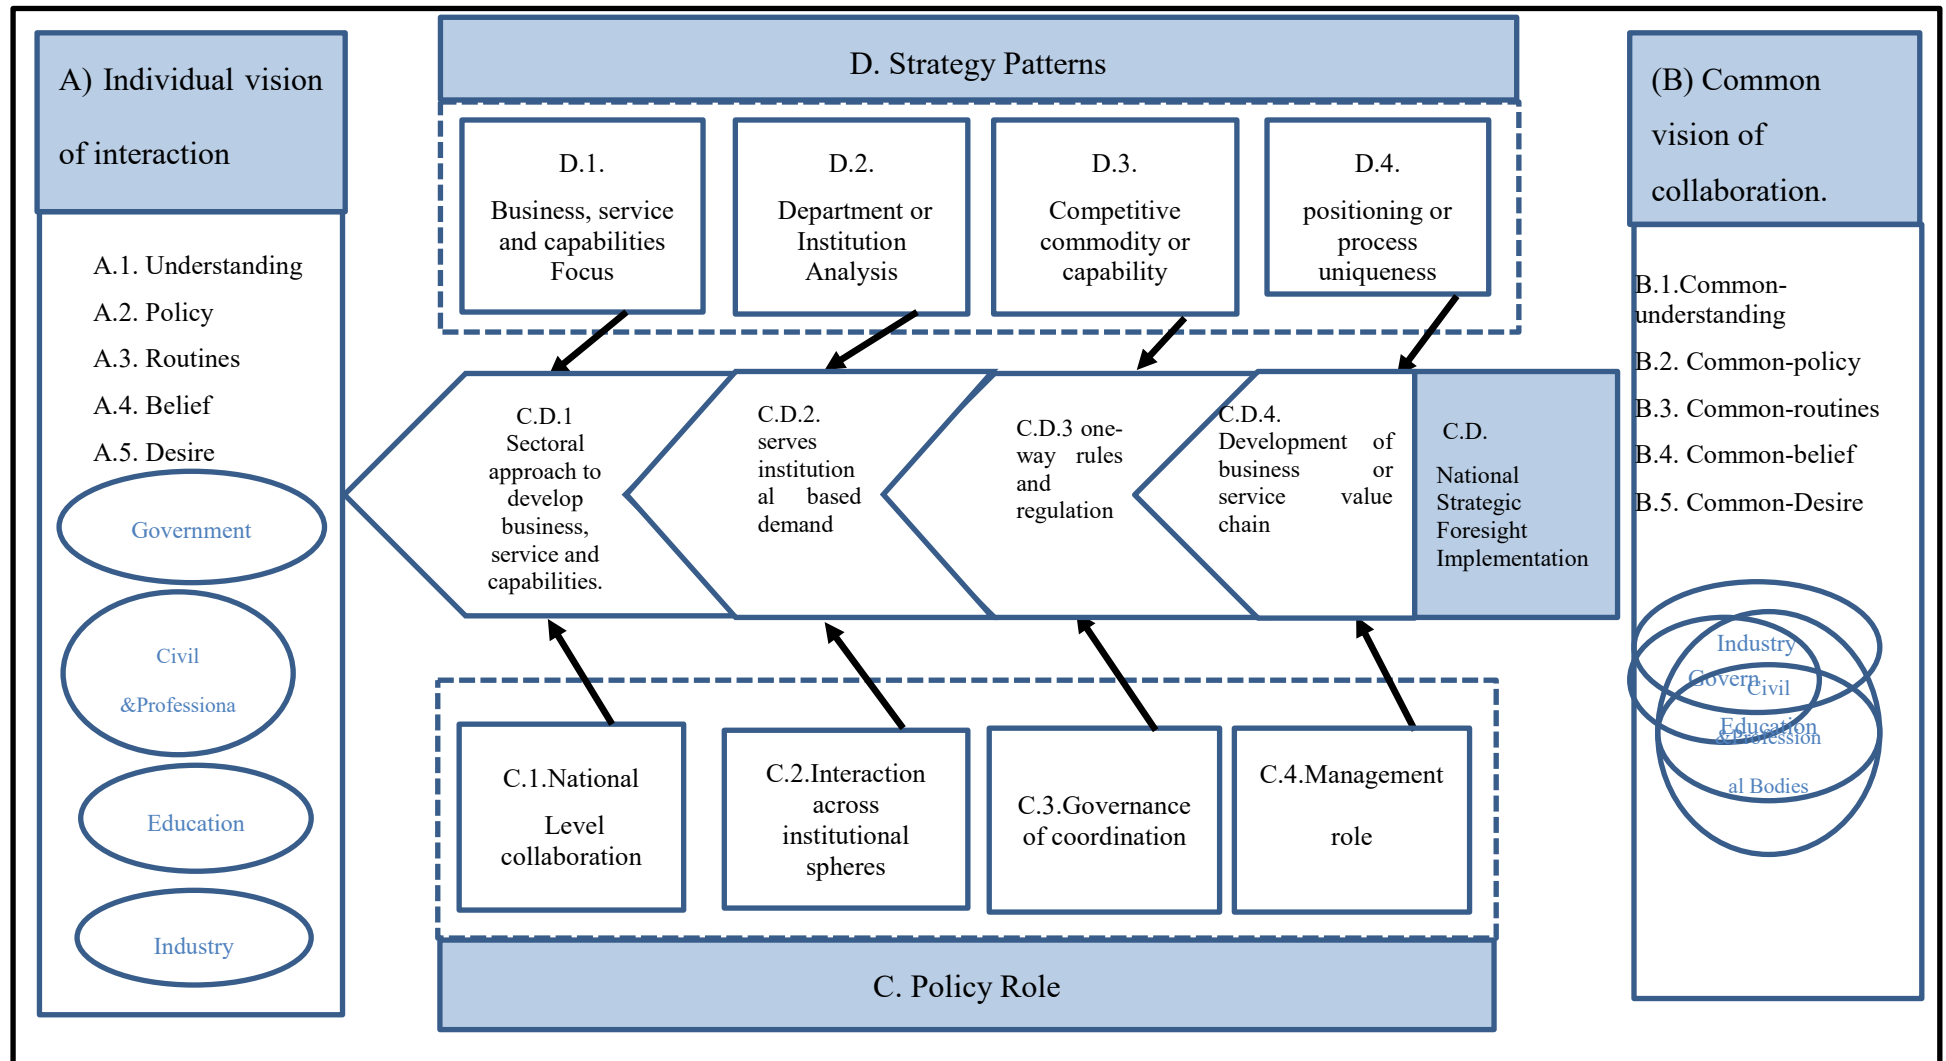 A) Individual vision
of interaction
A.1. Understanding
A.2. Policy
A.3. Routines
A.4. Belief
A.5. Desire
Government
Civil
&Professiona
Education
Industry
D. Strategy Patterns
D.1.
Business, service
and capabilities
Focus
D.2.
Department or
Institution
Analysis
D.3.
Competitive
commodity or
capability
D.4.
positioning or
process
uniqueness
C.D.1
Sectoral
approach to
develop
business,
service and
capabilities.
C.D.2.
serves
institution
al based
demand
C.D.3 one-
way rules
and
regulation
C.D.4.
Development of
business or
service value
chain
C.D.
National
Strategic
Foresight
Implementation
C.1.National
Level
collaboration
C.2.Interaction
across
institutional
spheres
C.3.Governance
of coordination
C.4.Management
role
C. Policy Role
(B) Common
vision of
collaboration.
B.1.Common-
understanding
B.2. Common-policy
B.3. Common-routines
B.4. Common-belief
B.5. Common-Desire
Industry
Govern
Civil
Education
&Profession
al Bodies